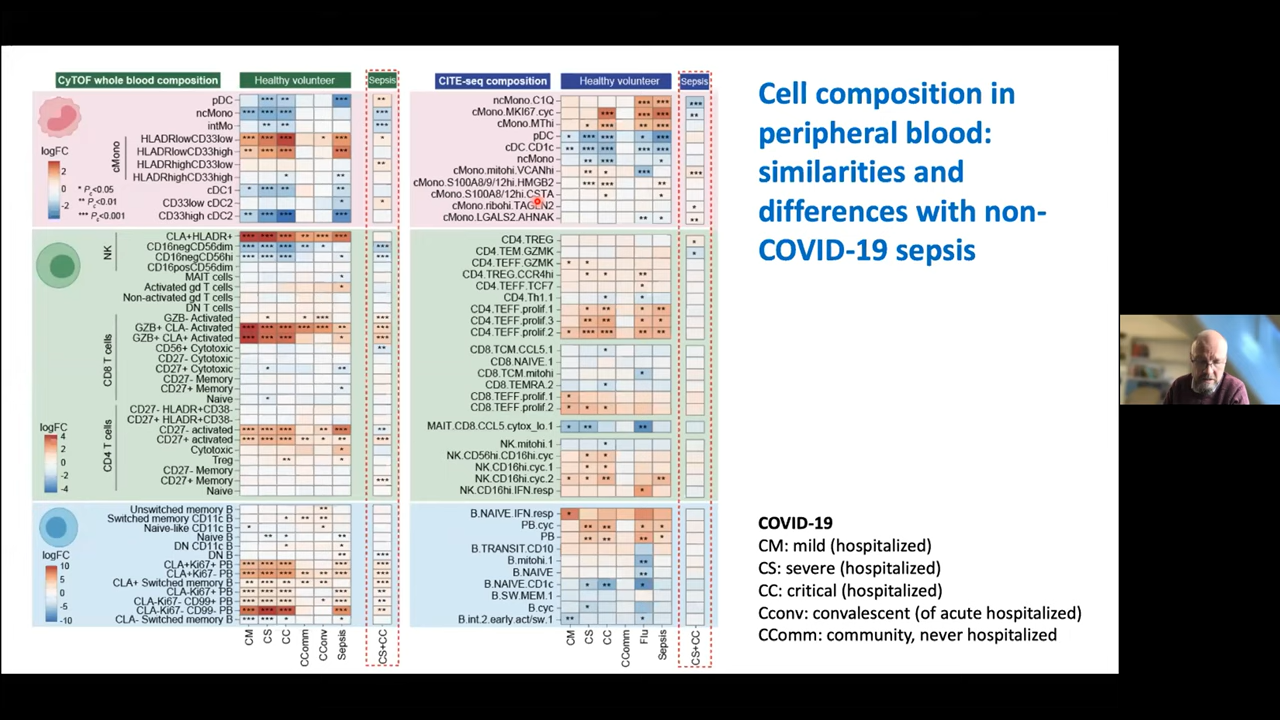 CyTOF whole blood composition
Healthy volunteer
Sepsis
pDC
ncMono
intMo
HLADRlowCD33low
HLADRlowCD33high
HLADRhighCD33low
HLADRhighCD33high
cDC1
CD33low cDC2
CD33high cDC2
cMono
logFC
2
0
-2
* Pc<0.05
** Pc<0.01
*** Pc<0.001
CLA+HLADR+
CD16negCD56dim
CD16negCD56hi
CD16posCD56dim
NK
MAIT cells
Activated gd T cells
Non-activated gd T cells
DN T cells
GZB- Activated
GZB+ CLA- Activated
GZB+ CLA+ Activated
CD56+ Cytotoxic
CD27- Cytotoxic
CD27+ Cytotoxic
CD27- Memory
CD27+ Memory
Naive
CD8 T cells
CD27- HLADR+CD38-
CD27+ HLADR+CD38-
CD27- activated
CD27+ activated
Cytotoxic
Treg
CD27- Memory
CD27+ Memory
Naive
CD4 T cells
logFC
4
2
0
-2
-4
Unswitched memory B
Switched memory CD11c B
Naive-like CD11c B
Naive B
DN CD11c B
DN B
CLA+Ki67+ PB
CLA+Ki67- PB
CLA+ Switched memory B
CLA-Ki67+ PB
CLA-Ki67- CD99+ PB
CLA-Ki67- CD99- PB
CLA- Switched memory B
logFC
10
5
0
-5
-10
CM
CS
CC
CComm
CConv
Sepsis
CS+CC
CITE-seq composition
Healthy volunteer
Sepsis
ncMono.C1Q
cMono.MKI67.cyc
cMono.MThi
pDC
cDC.CD1c
ncMono
cMono.mitohi.VCANhi
cMono.S100A8/9/12hi.HMGB2
cMono.S100A8/12hi.CSTA
cMono.ribohi.TAGLN2
cMono.LGALS2.AHNAK
CD4.TREG
CD4.TEM.GZMK
CD4.TEFF.GZMK
CD4.TREG.CCR4hi
CD4.TEFF.TCF7
CD4.Th1.1
CD4.TEFF.prolif.1
CD4.TEFF.prolif.3
CD4.TEFF.prolif.2
CD8.TCM.CCL5.1
CD8.NAIVE.1
CD8.TCM.mitohi
CD8.TEMRA.2
CD8.TEFF.prolif.1
CD8.TEFF.prolif.2
MAIT.CD8.CCL5.cytox_lo.1
NK.mitohi.1
NK.CD56hi.CD16hi.cyc
NK.CD16hi.cyc.1
NK.CD16hi.cyc.2
NK.CD16hi.IFN.resp
B.NAIVE.IFN.resp
PB.cyc
PB
B.TRANSIT.CD10
B.mitohi.1
B.NAIVE
B.NAIVE.CD1c
B.SW.MEM.1
B.cyc
B.int.2.early.act/sw.1
CM
CS
CC
CComm
Flu
Sepsis
CS+CC
Cell composition in
peripheral blood:
similarities and
differences with non-
COVID-19 sepsis
COVID-19
CM: mild (hospitalized)
CS: severe (hospitalized)
CC: critical (hospitalized)
Cconv: convalescent (of acute hospitalized)
CComm: community, never hospitalized